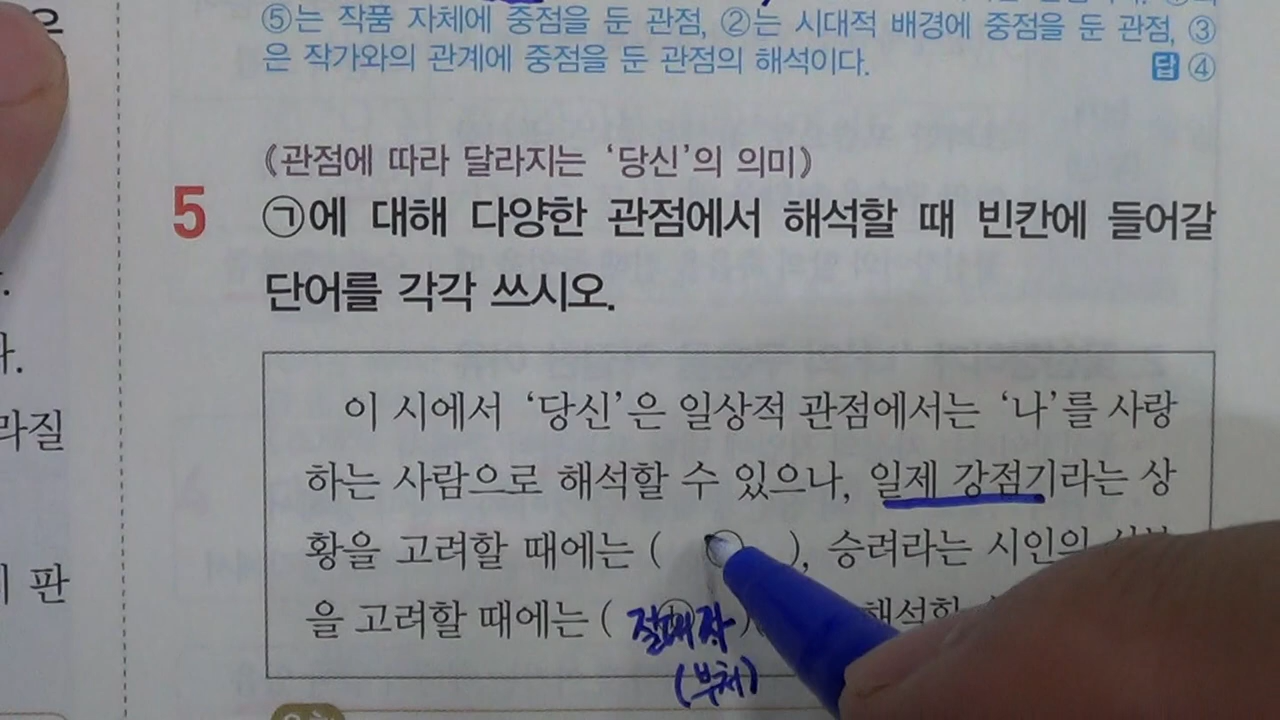 은
⑤는 작품 자체에 중점을 둔 관점, ②는 시대적 배경에 중점을 둔 관점, ③
은 작가와의 관계에 중점을 둔 관점의 해석이다. 답 ④
《관점에 따라 달라지는 ‘당신’의 의미》
5 ㉠에 대해 다양한 관점에서 해석할 때 빈칸에 들어갈
단어를 각각 쓰시오.
이 시에서 ‘당신’은 일상적 관점에서는 ‘나’를 사랑
하는 사람으로 해석할 수 있으나, 일제 강점기라는 상
황을 고려할 때에는 ( ), 승려라는 시인의
을 고려할 때에는 ( 절대자 ) 해석할
(부처)
라질
판